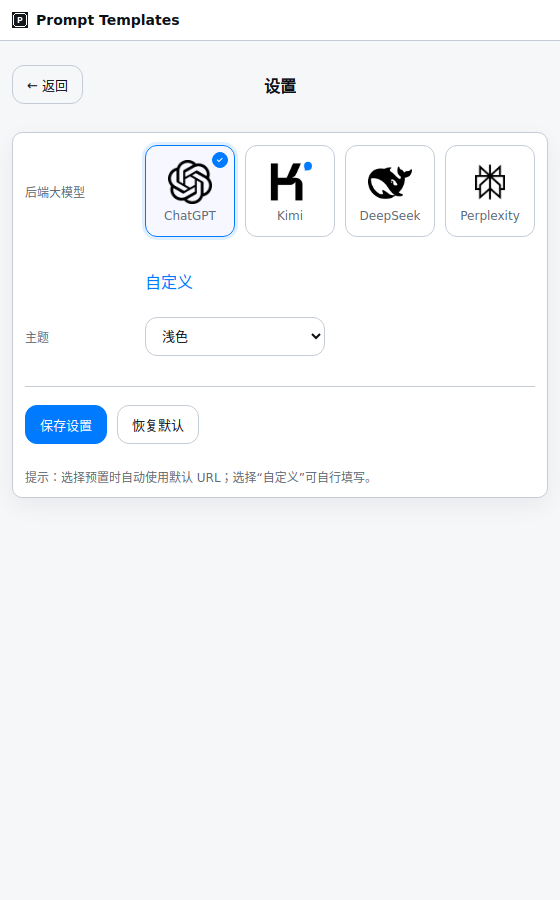 P Prompt Templates
← 返回
设置
后端大模型
ChatGPT
Kimi
DeepSeek
Perplexity
自定义
主题
浅色
保存设置
恢复默认
提示：选择预置时自动使用默认 URL；选择“自定义”可自行填写。